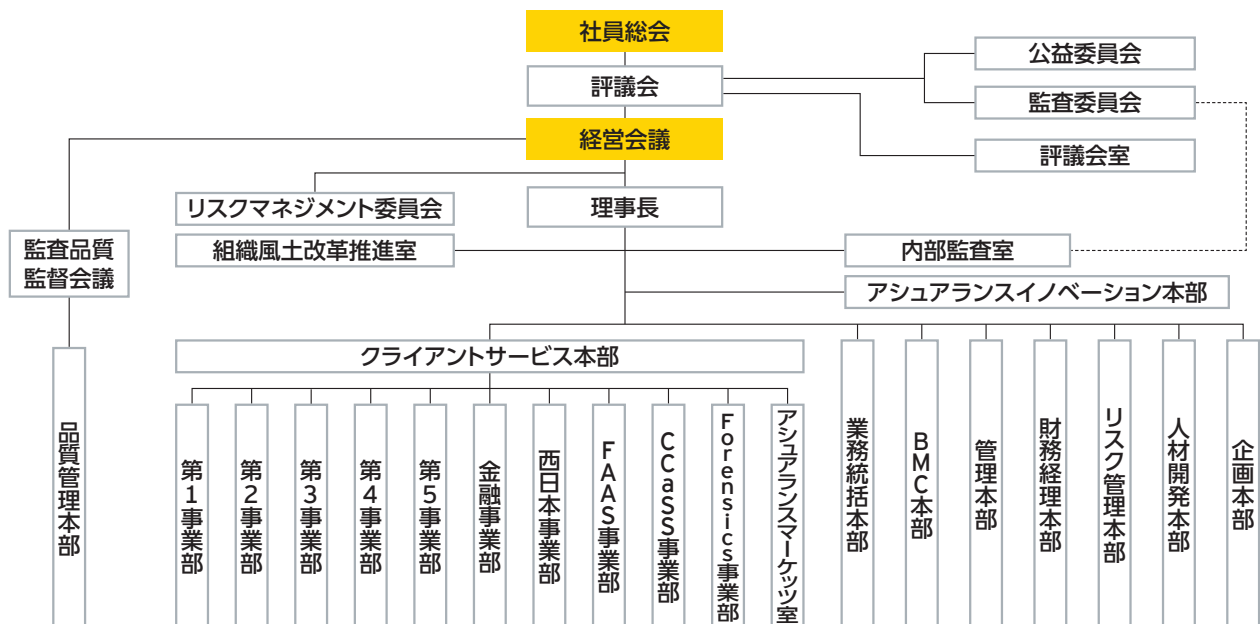 社員総会
評議会
公益委員会
監査委員会
経営会議
評議会室
リスクマネジメント委員会
理事長
監査品質
監督会議
組織風土改革推進室
内部監査室
アシュアランスイノベーション本部
クライアントサービス本部
品質管理本部
第1事業部
第2事業部
第3事業部
第4事業部
第5事業部
金融事業部
西日本事業部
FAAS事業部
CCaSS事業部
Forensics事業部
アシュアランスマーケッツ室
業務統括本部
BMC本部
管理本部
財務経理本部
リスク管理本部
人材開発本部
企画本部